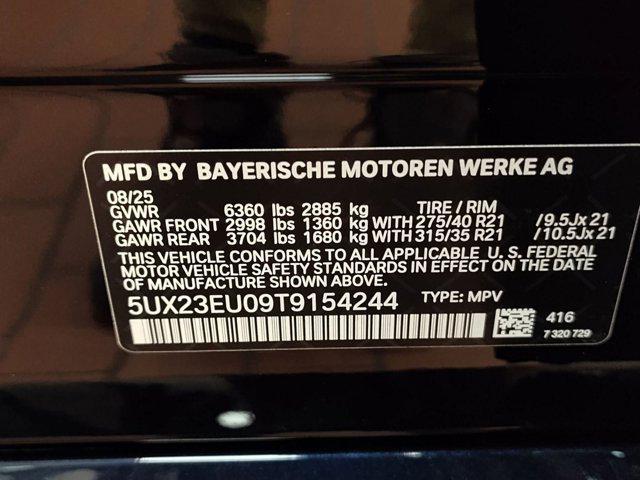 MFD BY BAYERISCHE MOTOREN WERKE AG
08/25
GVWR 6360 lbs 2885 kg TIRE / RIM
GAWR FRONT 2998 lbs 1360 kg WITH 275/40 R21 /9.5Jx21
GAWR REAR 3704 lbs 1680 kg WITH 315/35 R21 /10.5Jx21
THIS VEHICLE CONFORMS TO ALL APPLICABLE U. S. FEDERAL
MOTOR VEHICLE SAFETY STANDARDS IN EFFECT ON THE DATE
OF MANUFACTURE SHOWN ABOVE.
5UX23EU09T9154244 TYPE: MPV
416
7 320 729